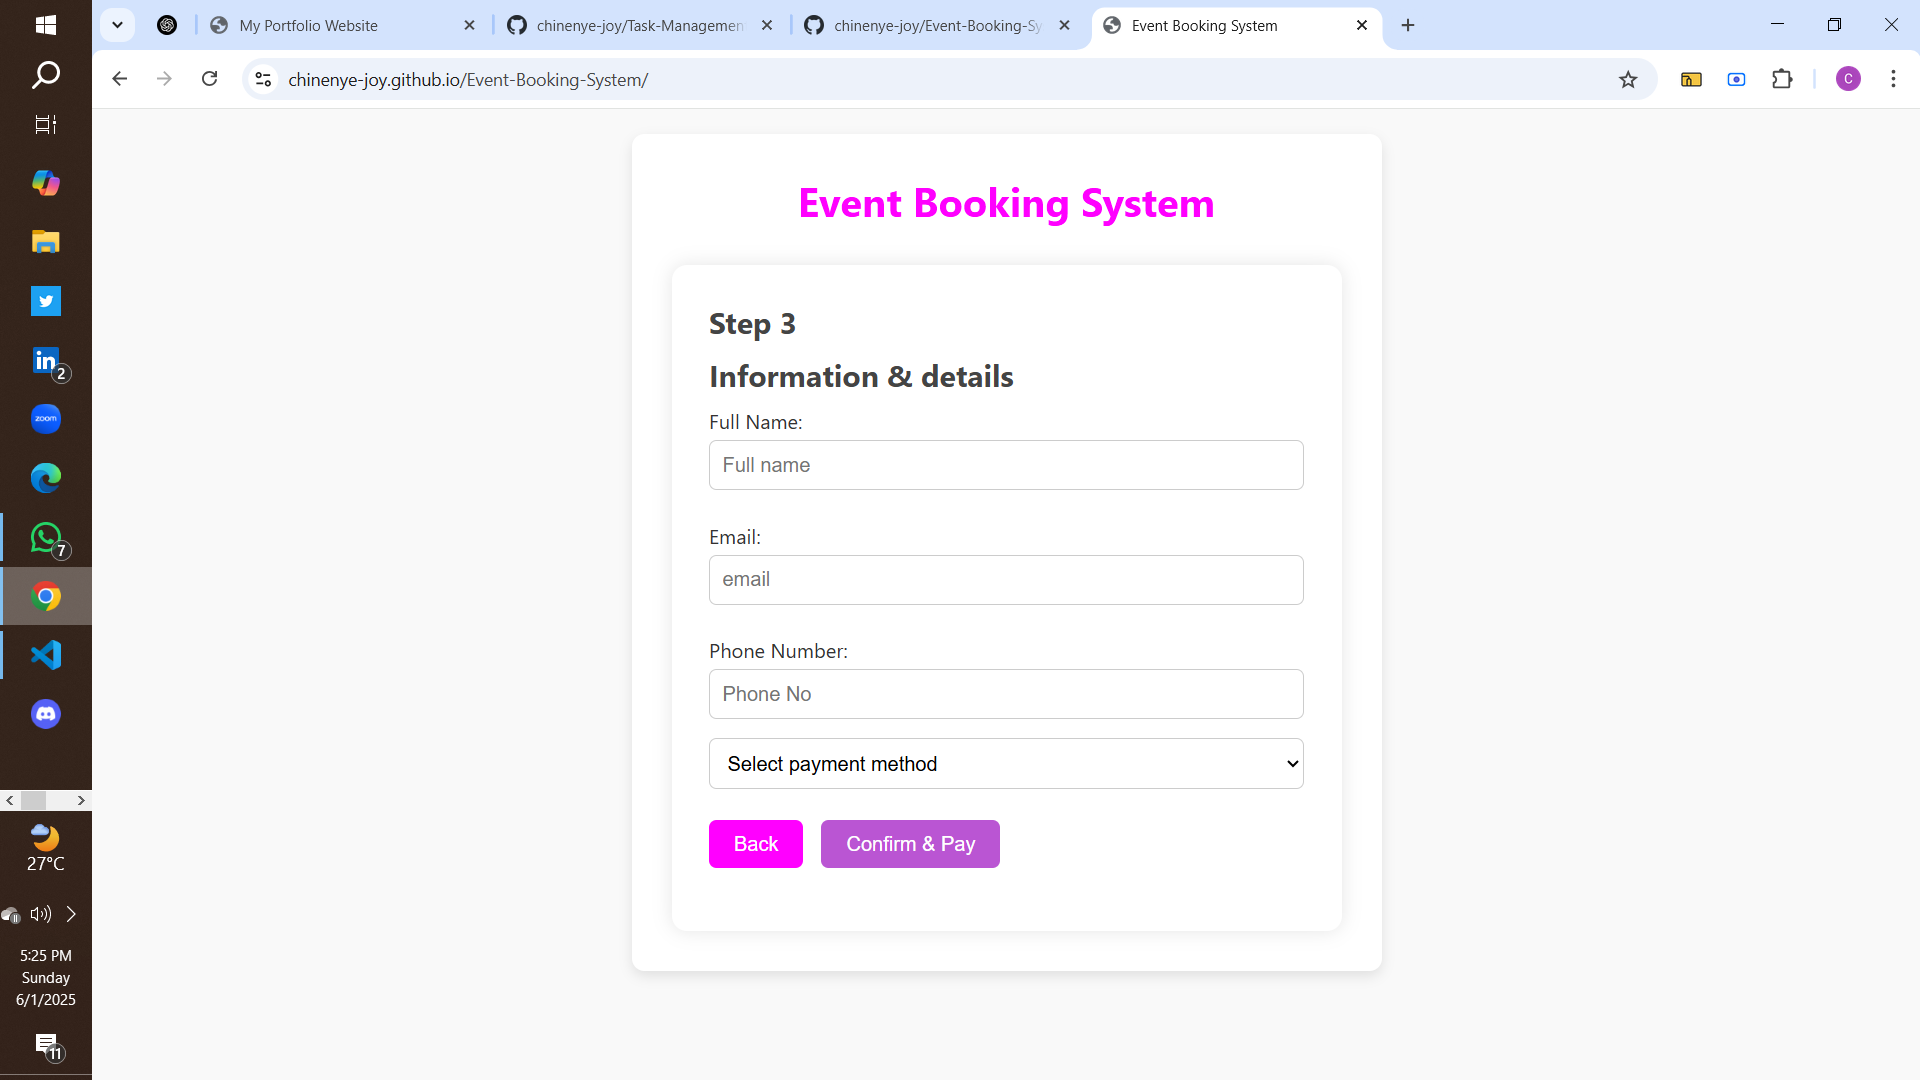 My Portfolio Website
chinenye-joy/Task-Managemen
chinenye-joy/Event-Booking-Sy
Event Booking System
chinenye-joy.github.io/Event-Booking-System/
C
Event Booking System
Step 3
Information & details
Full Name:
Full name
Email:
email
Phone Number:
Phone No
Select payment method
Back
Confirm & Pay
in
2
zoom
7
27°C
5:25 PM
Sunday
6/1/2025
11